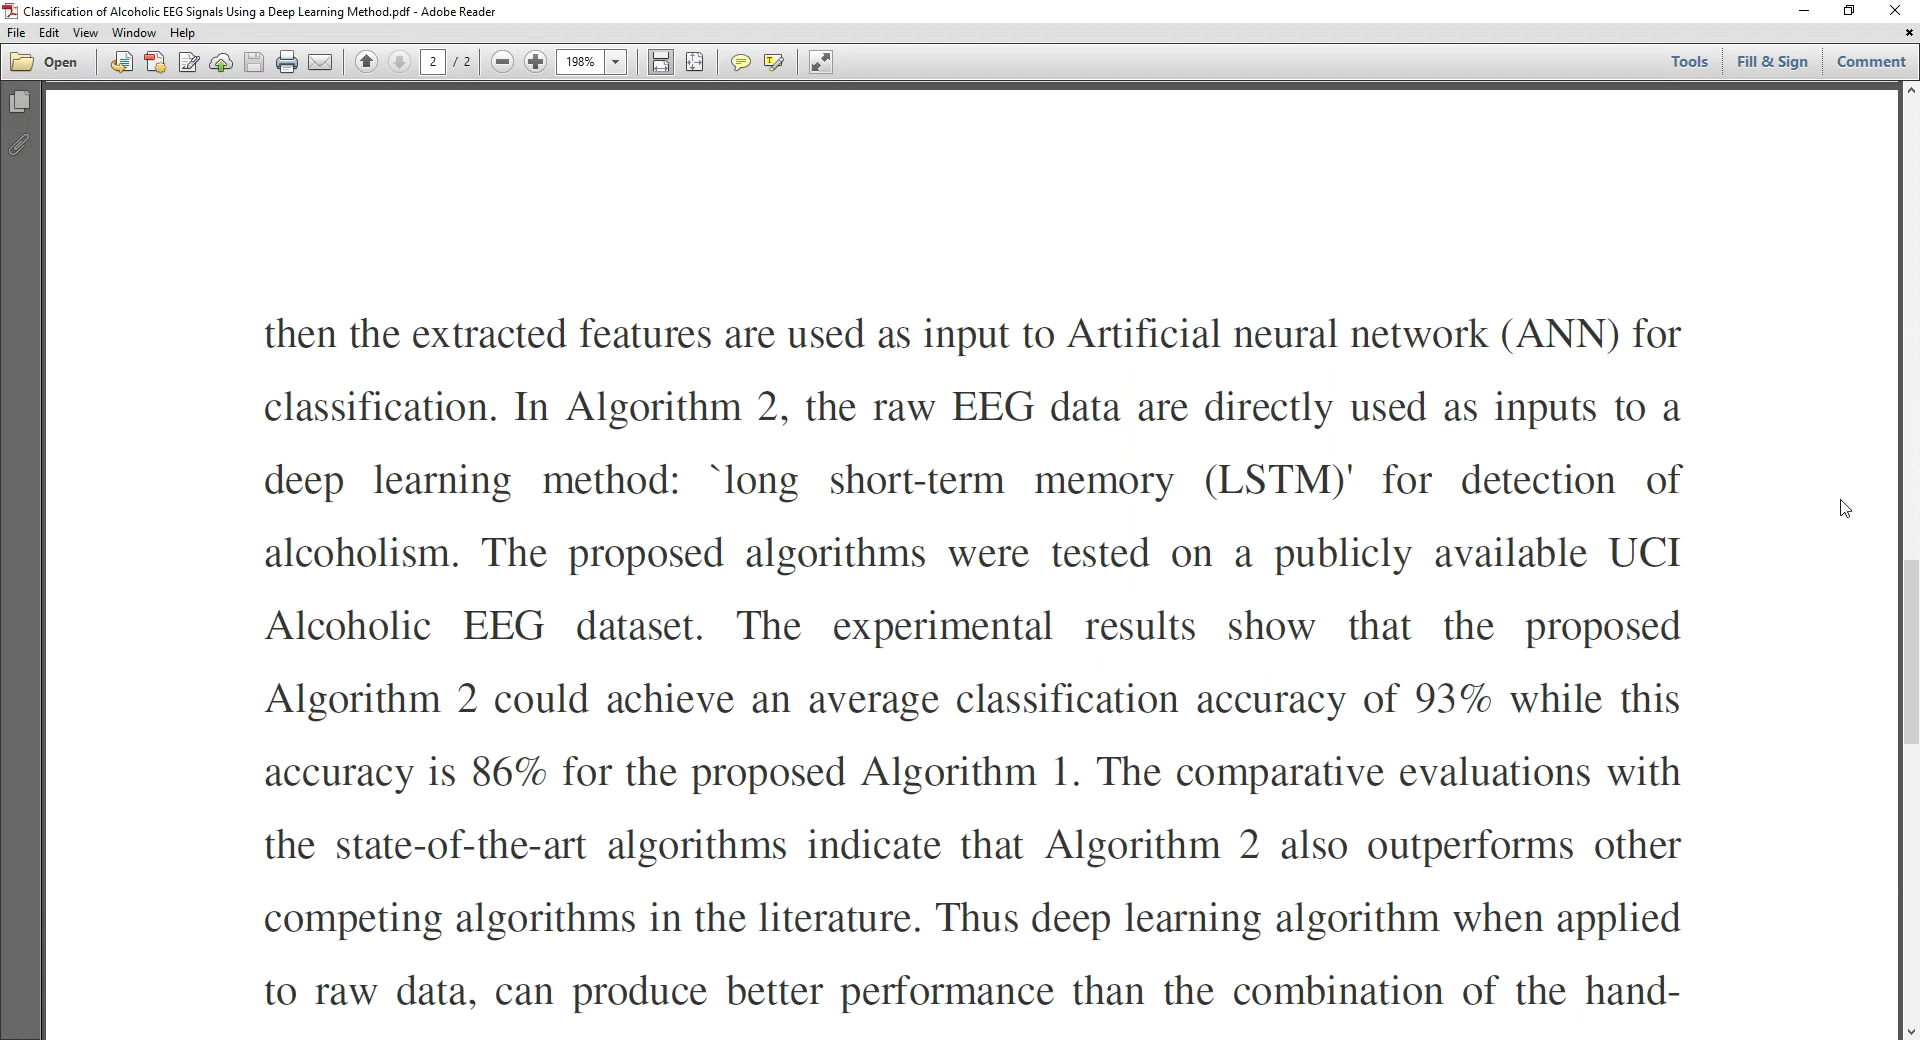 Classification of Alcoholic EEG Signals Using a Deep Learning Method.pdf - Adobe Reader
File Edit View Window Help
Open 2 / 2 198% Tools Fill & Sign Comment
then the extracted features are used as input to Artificial neural network (ANN) for
classification. In Algorithm 2, the raw EEG data are directly used as inputs to a
deep learning method: `long short-term memory (LSTM)' for detection of
alcoholism. The proposed algorithms were tested on a publicly available UCI
Alcoholic EEG dataset. The experimental results show that the proposed
Algorithm 2 could achieve an average classification accuracy of 93% while this
accuracy is 86% for the proposed Algorithm 1. The comparative evaluations with
the state-of-the-art algorithms indicate that Algorithm 2 also outperforms other
competing algorithms in the literature. Thus deep learning algorithm when applied
to raw data, can produce better performance than the combination of the hand-